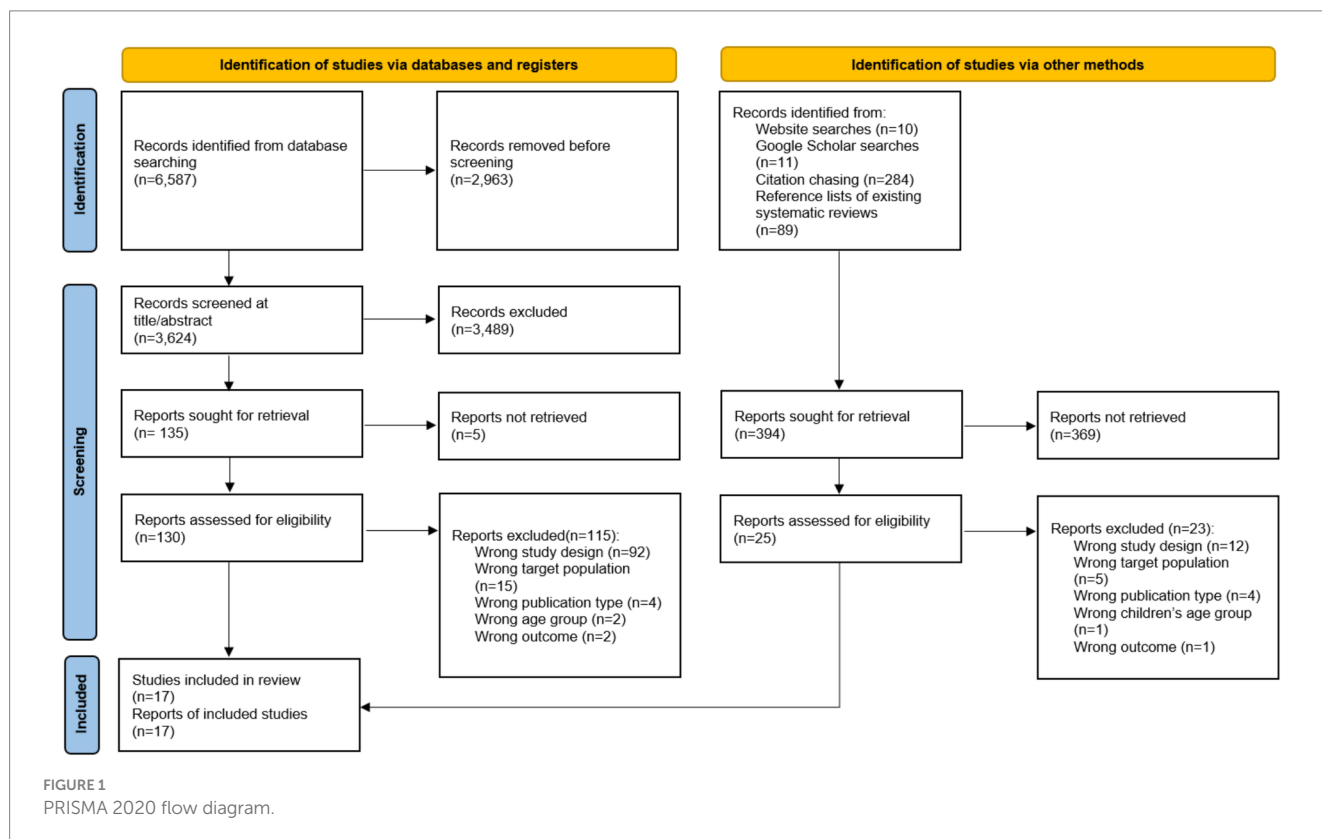 Identification of studies via databases and registers
Identification of studies via other methods
Identification
Records identified from database
searching
(n=6,587)
Records removed before
screening
(n=2,963)
Records identified from:
Website searches (n=10)
Google Scholar searches
(n=11)
Citation chasing (n=284)
Reference lists of existing
systematic reviews
(n=89)
Screening
Records screened at
title/abstract
(n=3,624)
Records excluded
(n=3,489)
Reports sought for retrieval
(n= 135)
Reports not retrieved
(n=5)
Reports sought for retrieval
(n=394)
Reports not retrieved
(n=369)
Reports assessed for eligibility
(n=130)
Reports excluded(n=115):
Wrong study design (n=92)
Wrong target population
(n=15)
Wrong publication type (n=4)
Wrong age group (n=2)
Wrong outcome (n=2)
Reports assessed for eligibility
(n=25)
Reports excluded (n=23):
Wrong study design (n=12)
Wrong target population
(n=5)
Wrong publication type (n=4)
Wrong children's age group
(n=1)
Wrong outcome (n=1)
Included
Studies included in review
(n=17)
Reports of included studies
(n=17)
FIGURE 1
PRISMA 2020 flow diagram.